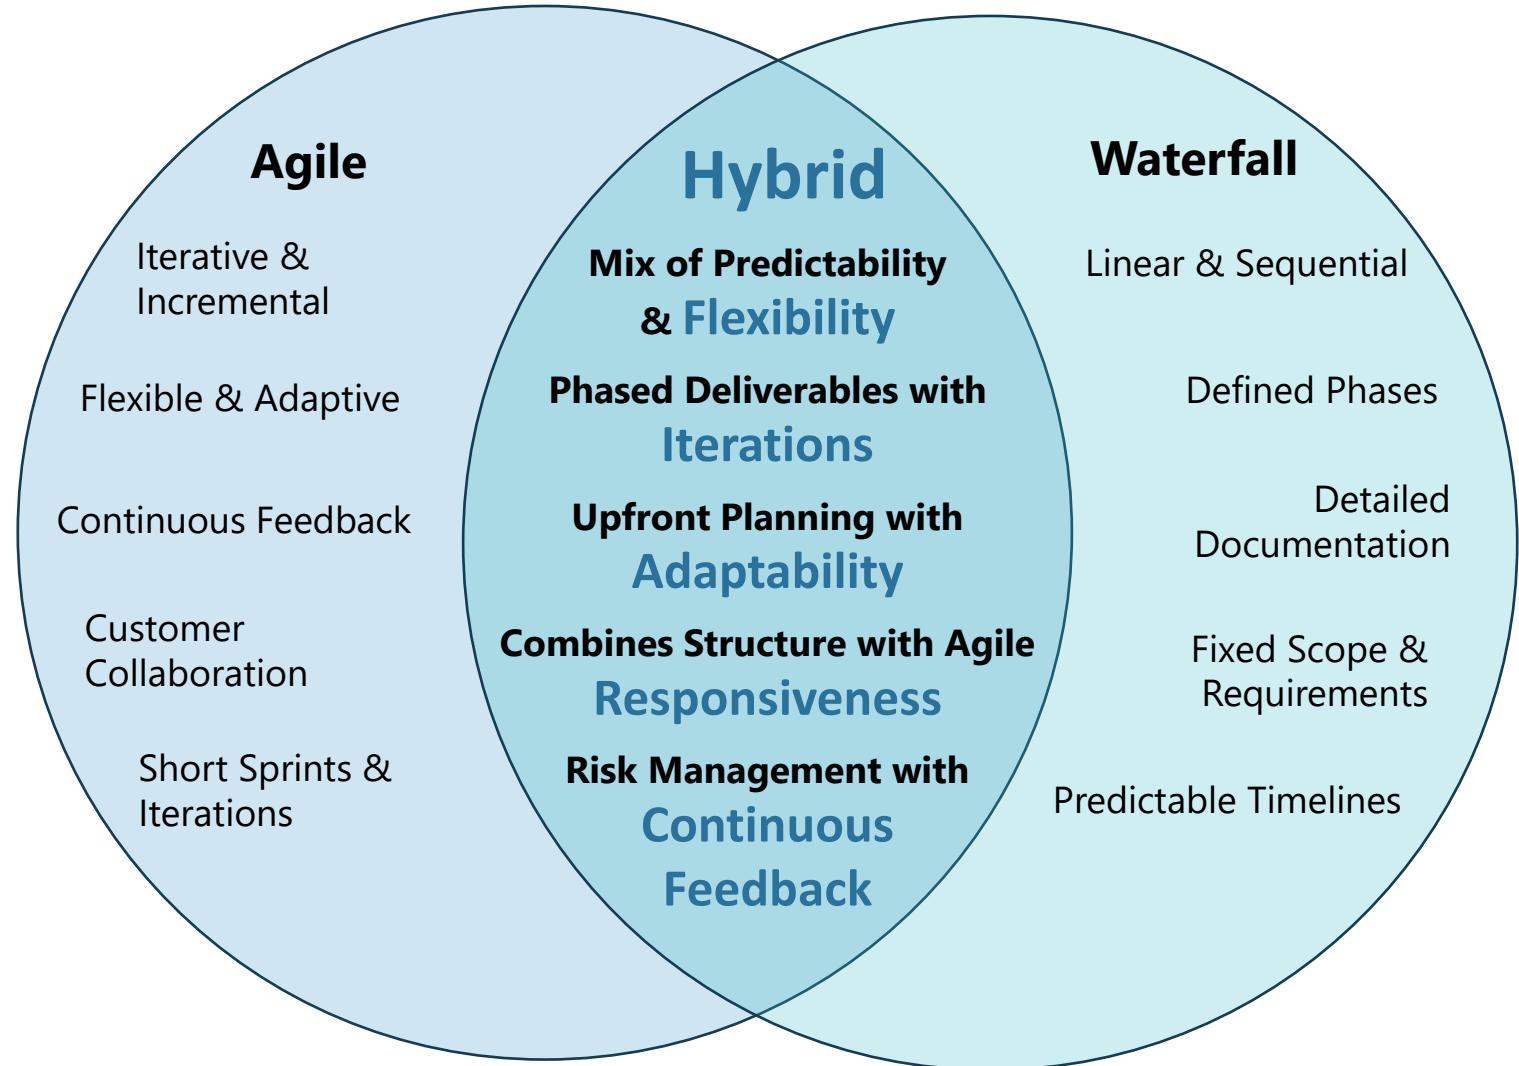 Agile
Iterative &
Incremental
Flexible & Adaptive
Continuous Feedback
Customer
Collaboration
Short Sprints &
Iterations
Hybrid
Mix of Predictability
& Flexibility
Phased Deliverables with
Iterations
Upfront Planning with
Adaptability
Combines Structure with Agile
Responsiveness
Risk Management with
Continuous
Feedback
Waterfall
Linear & Sequential
Defined Phases
Detailed
Documentation
Fixed Scope &
Requirements
Predictable Timelines